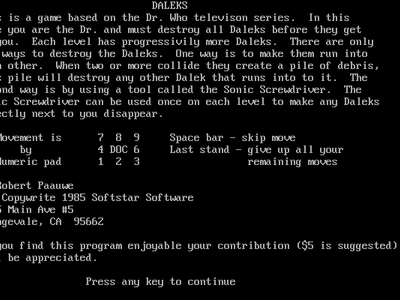 DALEKS
is a game based on the Dr. Who televison series. In this
you are the Dr. and must destroy all Daleks before they get
you. Each level has progressivily more Daleks. There are only
ways to destroy the Daleks. One way is to make them run into
other. When two or more collide they create a pile of debris,
pile will destroy any other Dalek that runs into to it. The
ond way is by using a tool called the Sonic Screwdriver. The
ic Screwdriver can be used once on each level to make any Daleks
ectly next to you disappear.
Movement is 7 8 9 Space bar - skip move
by 4 DOC 6 Last stand - give up all your
Numeric pad 1 2 3 remaining moves
Robert Paauwe
Copywrite 1985 Softstar Software
Main Ave #5
ngevale, CA 95662
you find this program enjoyable your contribution ($5 is suggested)
be appreciated.
Press any key to continue